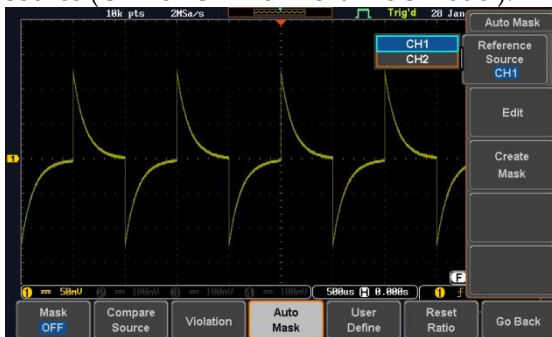 10k pts 2MSa/s Trig'd 28 Jan
Auto Mask
CH1
CH2
Reference
Source
CH1
Edit
Create
Mask
1
F
1 50mV 2 100mV 3 100mV 4 100mV 500us H 0.000s 1
Mask
OFF
Compare
Source
Violation
Auto
Mask
User
Define
Reset
Ratio
Go Back